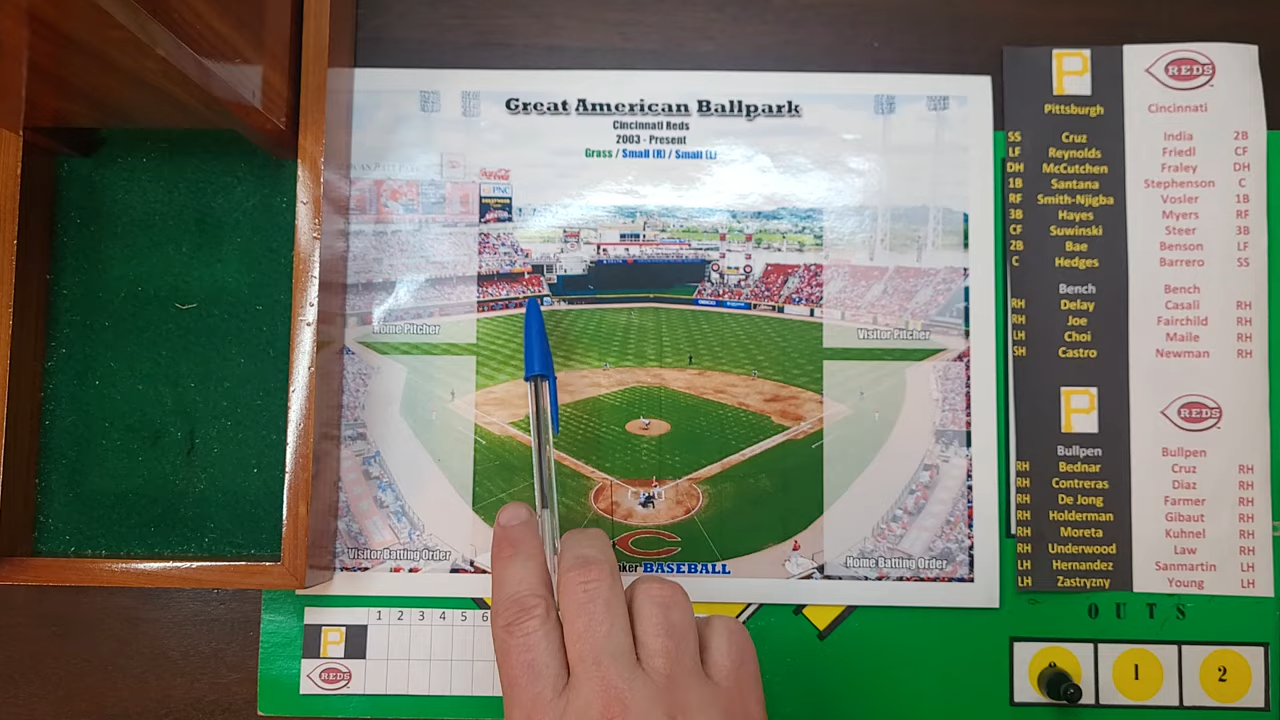 Great American Ballpark
Cincinnati Reds
2003 - Present
Grass / Small (R) / Small (L)
Coca-Cola
PNC
Home Pitcher
Visitor Pitcher
Visitor Batting Order
Home Batting Order
BASEBALL
1 2 3 4 5 6
P
REDS
P
Pittsburgh
SS Cruz
LF Reynolds
DH McCutchen
1B Santana
RF Smith-Njigba
3B Hayes
CF Suwinski
2B Bae
C Hedges
Bench
RH Delay
RH Joe
LH Choi
SH Castro
P
Bullpen
RH Bednar
RH Contreras
RH De Jong
RH Holderman
RH Moreta
RH Underwood
LH Hernandez
LH Zastryzny
REDS
Cincinnati
India 2B
Friedl CF
Fraley DH
Stephenson C
Vosler 1B
Myers RF
Steer 3B
Benson LF
Barrero SS
Bench
Casali RH
Fairchild RH
Maile RH
Newman RH
REDS
Bullpen
Cruz RH
Diaz RH
Farmer RH
Gibaut RH
Kuhnel RH
Law RH
Sanmartin LH
Young LH
OUTS
1 2